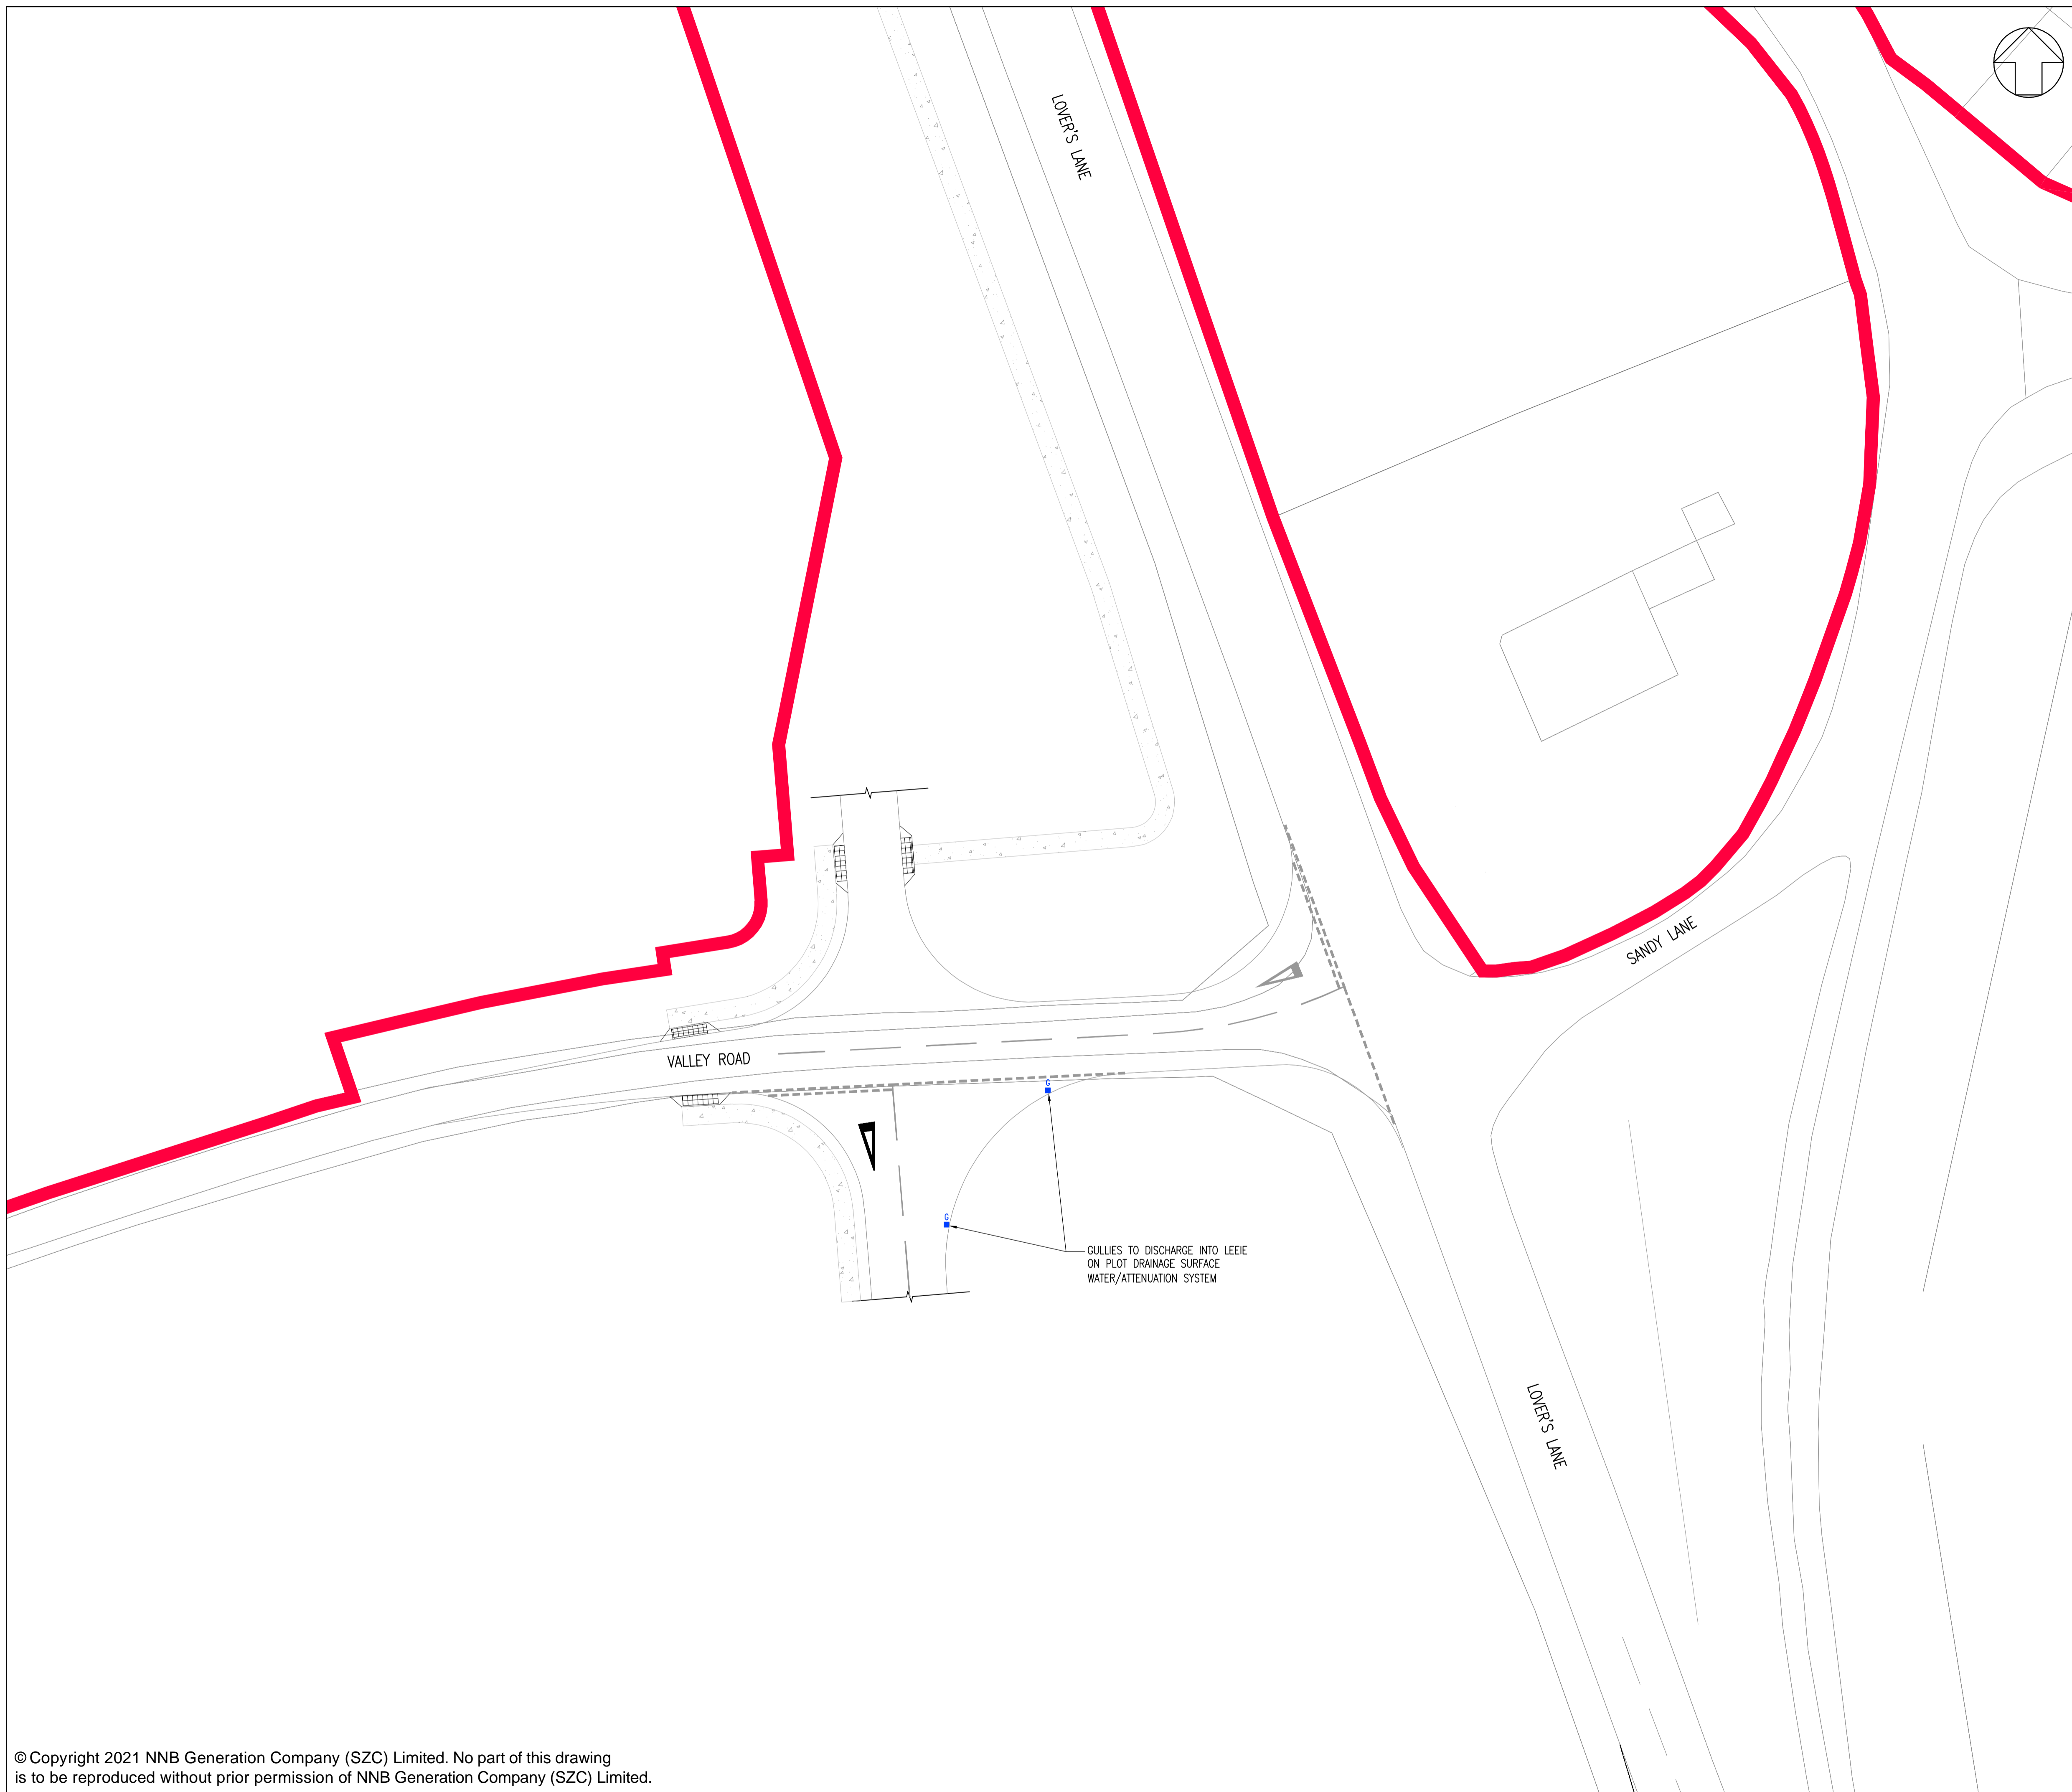 LOVER'S LANE
SANDY LANE
VALLEY ROAD
G
G
GULLIES TO DISCHARGE INTO LEEIE
ON PLOT DRAINAGE SURFACE
WATER/ATTENUATION SYSTEM
LOVER'S LANE
© Copyright 2021 NNB Generation Company (SZC) Limited. No part of this drawing
is to be reproduced without prior permission of NNB Generation Company (SZC) Limited.